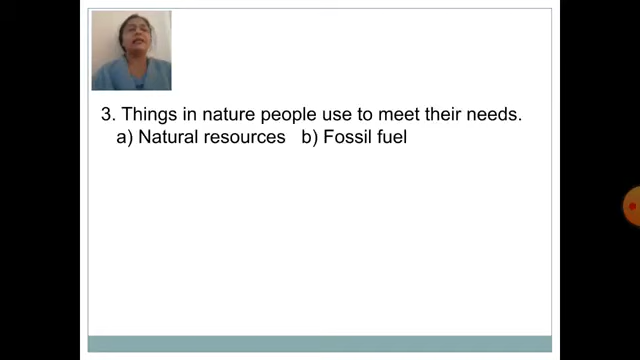 3. Things in nature people use to meet their needs.
a) Natural resources b) Fossil fuel